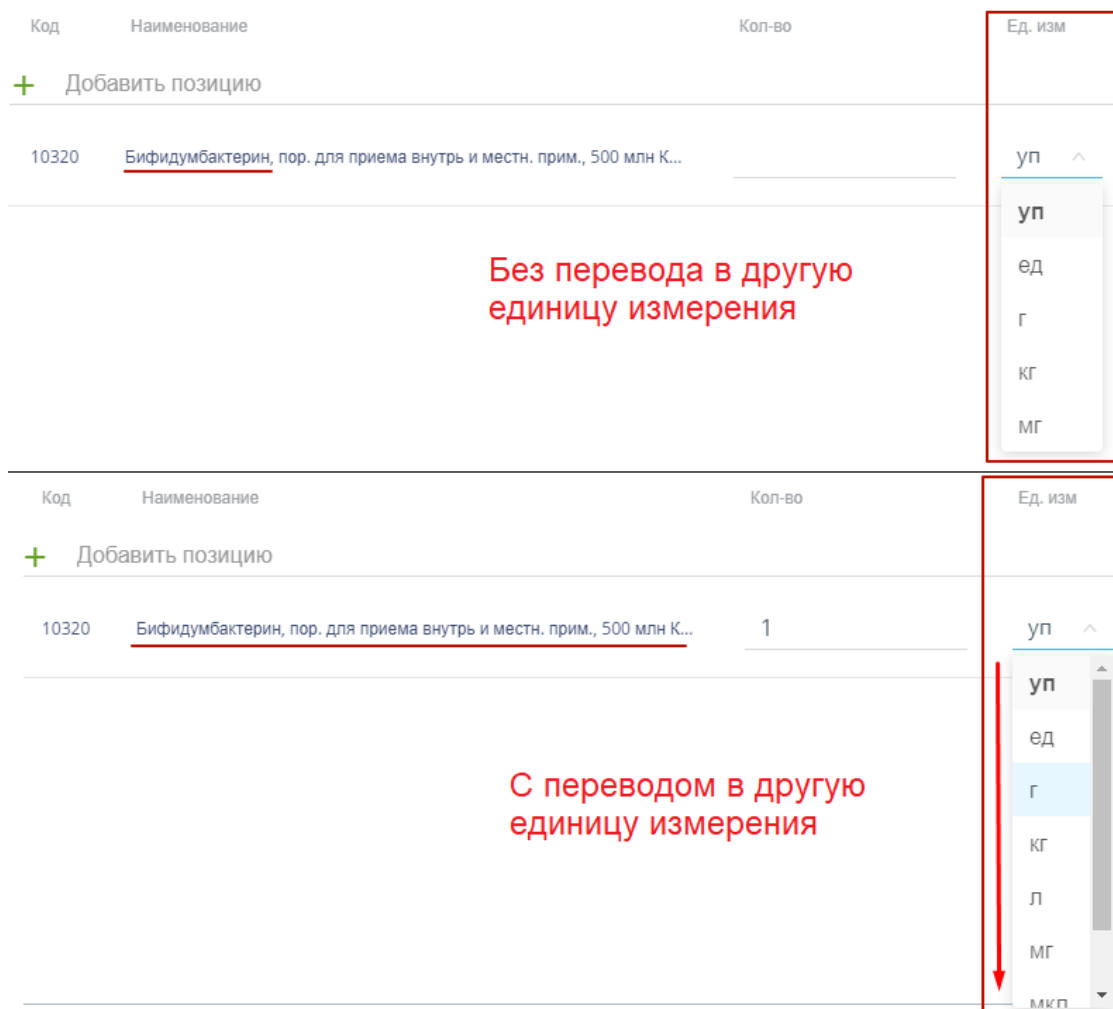 Код Наименование Кол-во Ед. изм
+ Добавить позицию
10320 Бифидумбактерин, пор. для приема внутрь и местн. прим., 500 млн К... уп
уп
ед
г
кг
мг
Без перевода в другую
единицу измерения
Код Наименование Кол-во Ед. изм
+ Добавить позицию
10320 Бифидумбактерин, пор. для приема внутрь и местн. прим., 500 млн К... 1 уп
уп
ед
г
кг
л
мг
мкл
С переводом в другую
единицу измерения